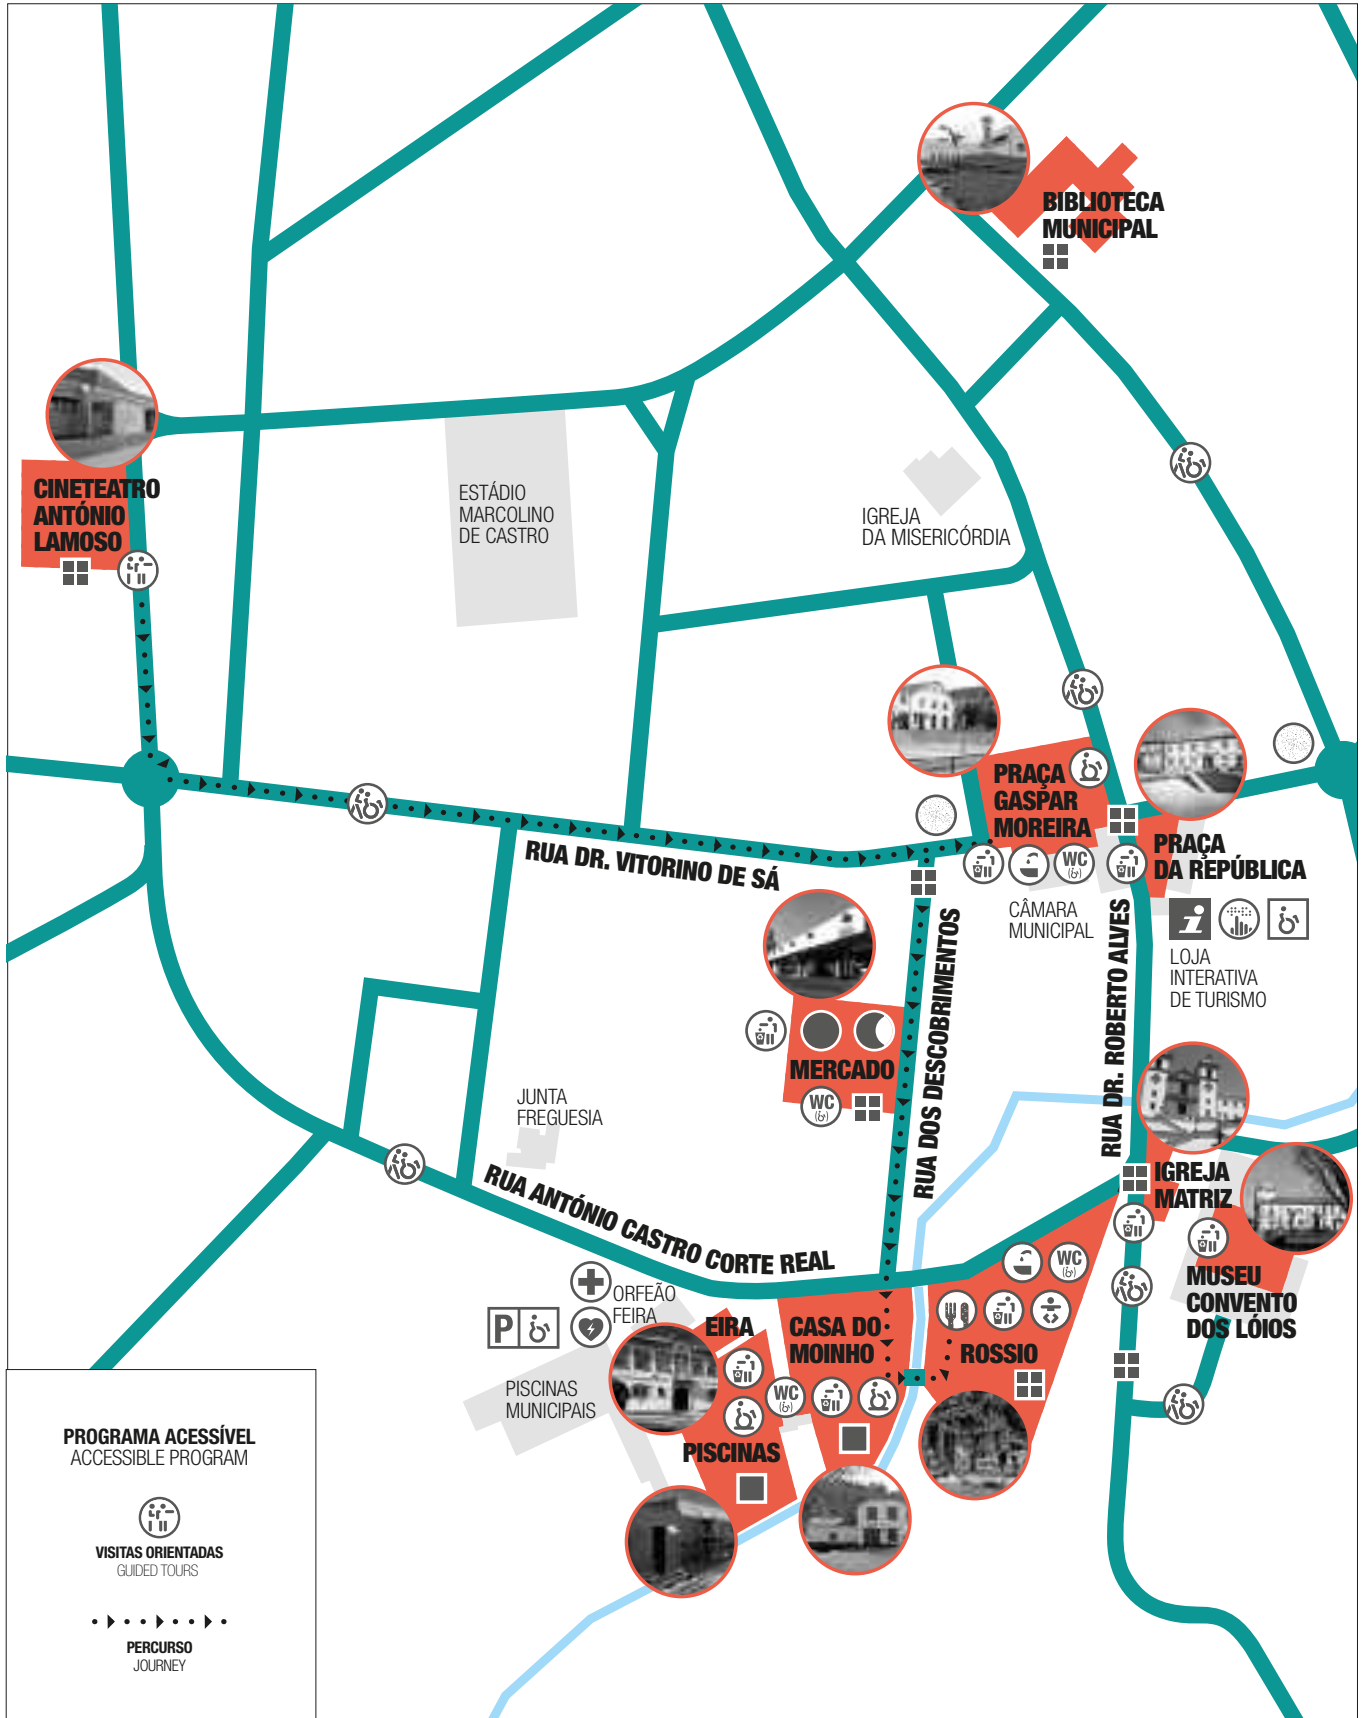 BIBLIOTECA
MUNICIPAL
CINETEATRO
ANTÓNIO
LAMOSO
ESTÁDIO
MARCOLINO
DE CASTRO
IGREJA
DA MISERICÓRDIA
PRAÇA
GASPAR
MOREIRA
WC
PRAÇA
DA REPÚBLICA
RUA DR. VITORINO DE SÁ
CÂMARA
MUNICIPAL
i
LOJA
INTERATIVA
DE TURISMO
RUA DOS DESCOBRIMENTOS
RUA DR. ROBERTO ALVES
MERCADO
WC
JUNTA
FREGUESIA
IGREJA
MATRIZ
RUA ANTÓNIO CASTRO CORTE REAL
WC
MUSEU
CONVENTO
DOS LÓIOS
ORFEÃO
FEIRA
P
EIRA
CASA DO
MOINHO
ROSSIO
WC
PISCINAS
MUNICIPAIS
PISCINAS
PROGRAMA ACESSÍVEL
ACCESSIBLE PROGRAM
VISITAS ORIENTADAS
GUIDED TOURS
PERCURSO
JOURNEY